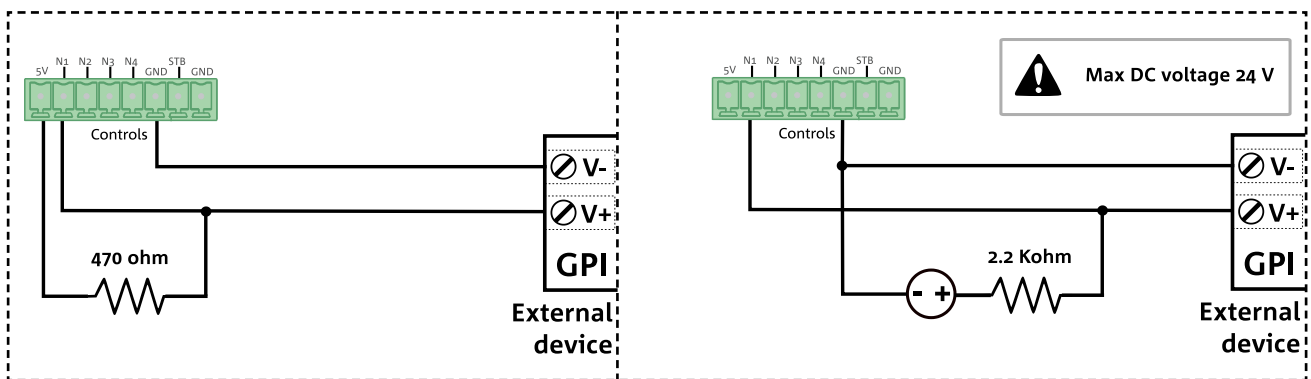 5V N1 N2 N3 N4 GND STB GND
Controls
V-
V+
470 ohm
GPI
External
device
Max DC voltage 24 V
5V N1 N2 N3 N4 GND STB GND
Controls
V-
V+
2.2 Kohm
- +
GPI
External
device